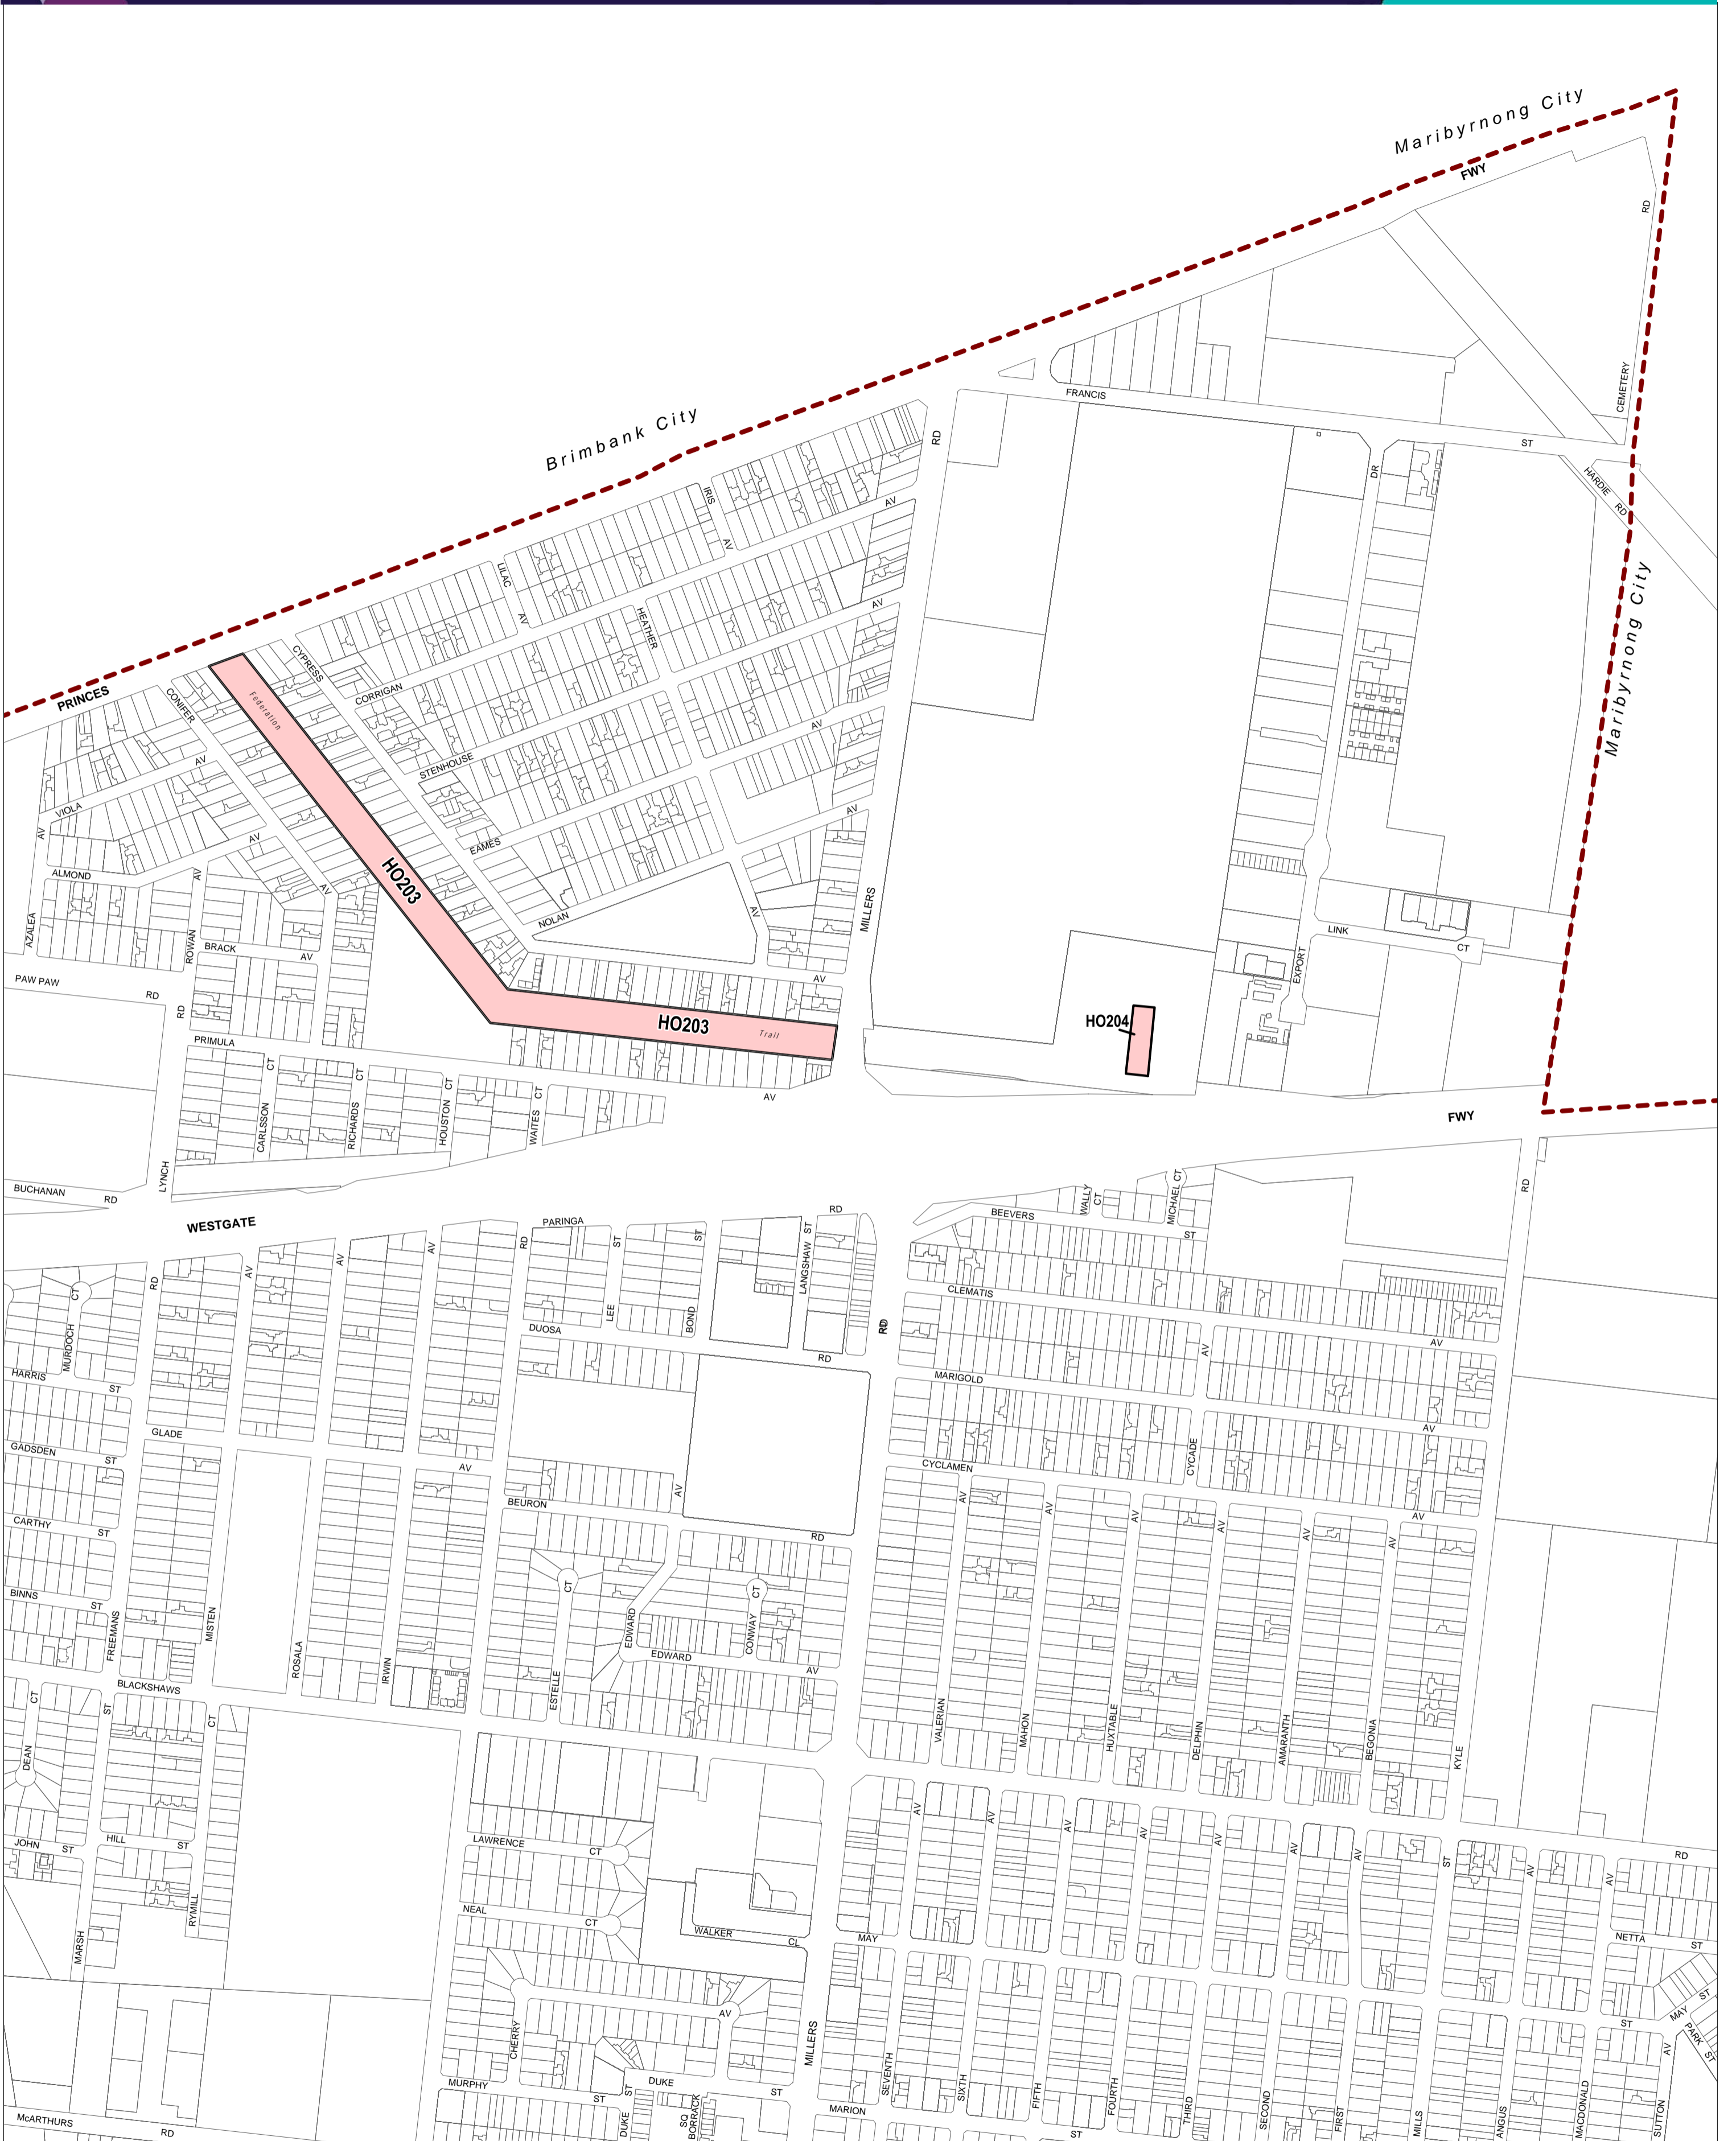 Maribyrnong City
FWY
RD
CEMETERY
FRANCIS
ST
HARDIE
RD
Brimbank City
RD
DR
IRIS
AV
AV
LILAC
AV
HEATHER
AV
Maribyrnong City
CYPRESS
CORRIGAN
PRINCES
CONIFER
Federation
AV
STENHOUSE
AV
VIOLA
AV
AV
EAMES
AV
ALMOND
AV
AV
HO203
AZALEA
ROWAN
BRACK
AV
NOLAN
AV
MILLERS
LINK
CT
EXPORT
PAW PAW
RD
RD
AV
HO203
Trail
HO204
PRIMULA
CT
CT
CT
CT
AV
CARLSSON
RICHARDS
HOUSTON
WAITES
FWY
LYNCH
BUCHANAN
RD
WESTGATE
PARINGA
RD
LANGSHAW
ST
BEEVERS
WALLY
CT
MICHAEL CT
ST
RD
RD
AV
AV
AV
RD
ST
ST
CT
MURDOCH
LEE
BOND
DUOSA
RD
RD
CLEMATIS
AV
AV
HARRIS
ST
MARIGOLD
AV
GLADE
GADSDEN
ST
AV
AV
CYCLAMEN
CYCADE
AV
BEURON
RD
AV
AV
AV
AV
AV
AV
CARTHY
ST
BINNS
ST
FREEMANS
MISTEN
ROSALA
IRWIN
CT
EDWARD
EDWARD
CONWAY
CT
AV
ESTELLE
BLACKSHAWS
VALERIAN
MAHON
HUXTABLE
DELPHIN
AMARANTH
BEGONIA
KYLE
CT
ST
CT
DEAN
JOHN
ST
HILL
ST
RYMILL
MARSH
LAWRENCE
CT
NEAL
CT
WALKER
CL
AV
AV
AV
AV
AV
AV
AV
ST
AV
AV
RD
MAY
NETTA
ST
MAY
ST
PARK
ST
AV
CHERRY
MILLERS
ST
AV
MURPHY
ST
DUKE
ST
DUKE
ST
SQ
BORRACK
MARION
ST
SEVENTH
SIXTH
FIFTH
FOURTH
THIRD
SECOND
FIRST
MILLS
ANGUS
MACDONALD
SUTTON
McARTHURS
RD